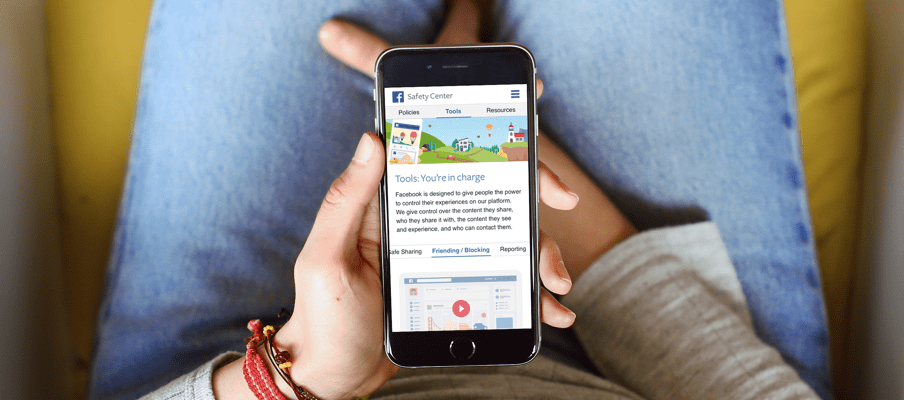 f Safety Center
Policies Tools Resources
Tools: You're in charge
Facebook is designed to give people the power
to control their experiences on our platform.
We give control over the content they share,
who they share it with, the content they see
and experience, and who can contact them.
afe Sharing Friending / Blocking Reporting